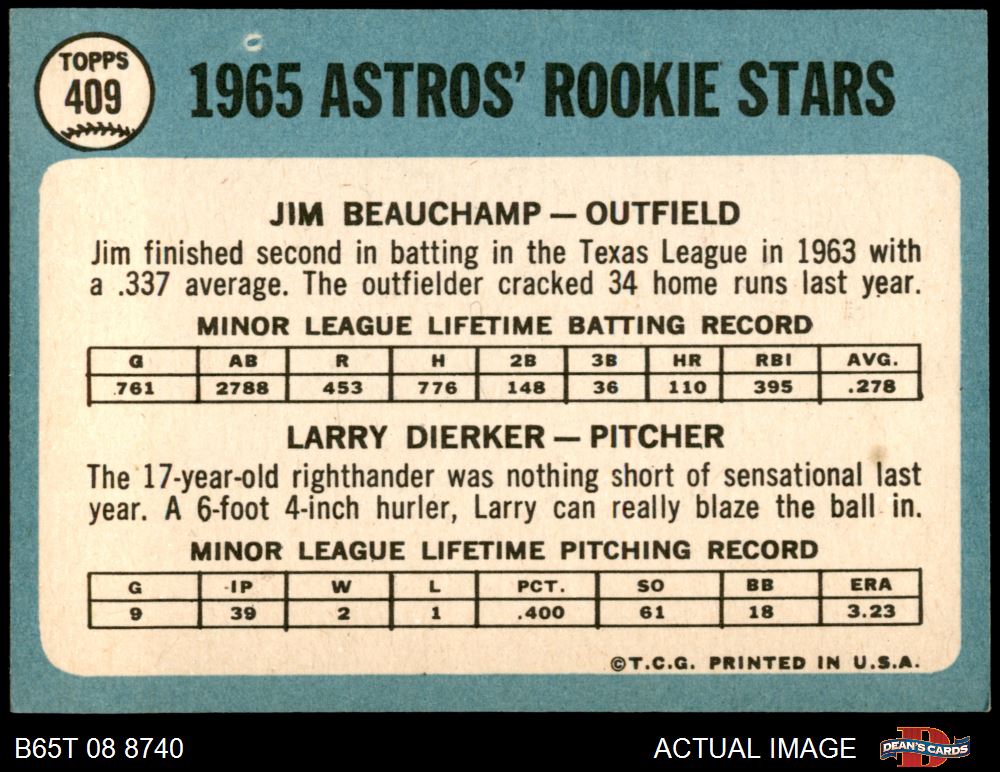 TOPPS
409
1965 ASTROS' ROOKIE STARS
JIM BEAUCHAMP — OUTFIELD
Jim finished second in batting in the Texas League in 1963 with
a .337 average. The outfielder cracked 34 home runs last year.
MINOR LEAGUE LIFETIME BATTING RECORD
G AB R H 2B 3B HR RBI AVG.
761 2788 453 776 148 36 110 395 .278
LARRY DIERKER — PITCHER
The 17-year-old righthander was nothing short of sensational last
year. A 6-foot 4-inch hurler, Larry can really blaze the ball in.
MINOR LEAGUE LIFETIME PITCHING RECORD
G IP W L PCT. SO BB ERA
9 39 2 1 .400 61 18 3.23
©T.C.G. PRINTED IN U.S.A.
B65T 08 8740
ACTUAL IMAGE
D
DEAN'S CARDS